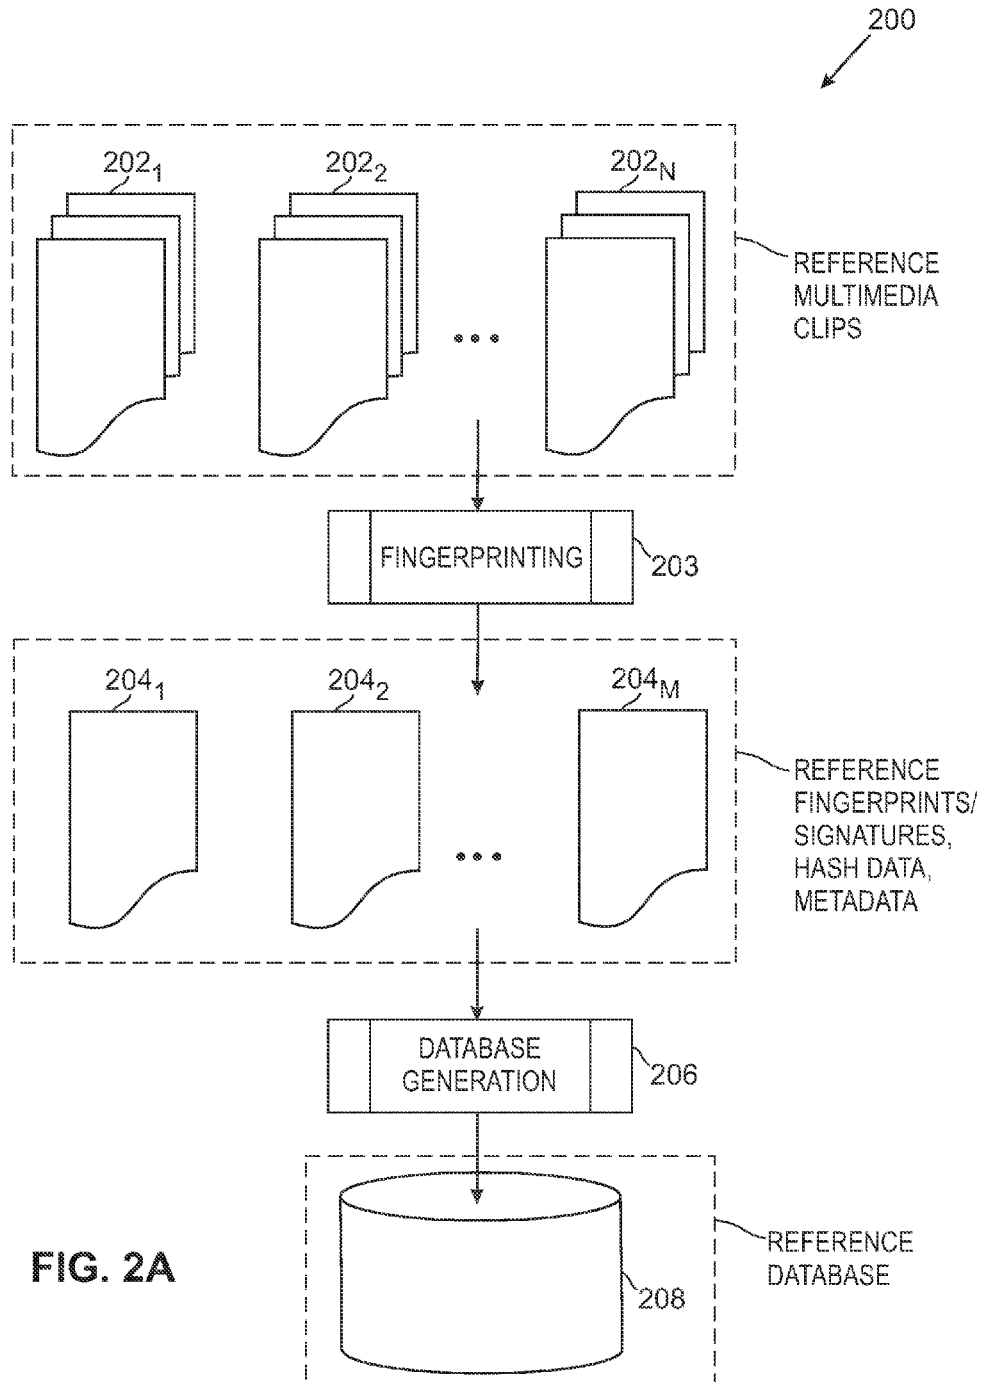 200
202₁ 202₂ 202N
REFERENCE
MULTIMEDIA
CLIPS
FINGERPRINTING
203
204₁ 204₂ 204M
REFERENCE
FINGERPRINTS/
SIGNATURES,
HASH DATA,
METADATA
DATABASE
GENERATION
206
REFERENCE
DATABASE
208
FIG. 2A